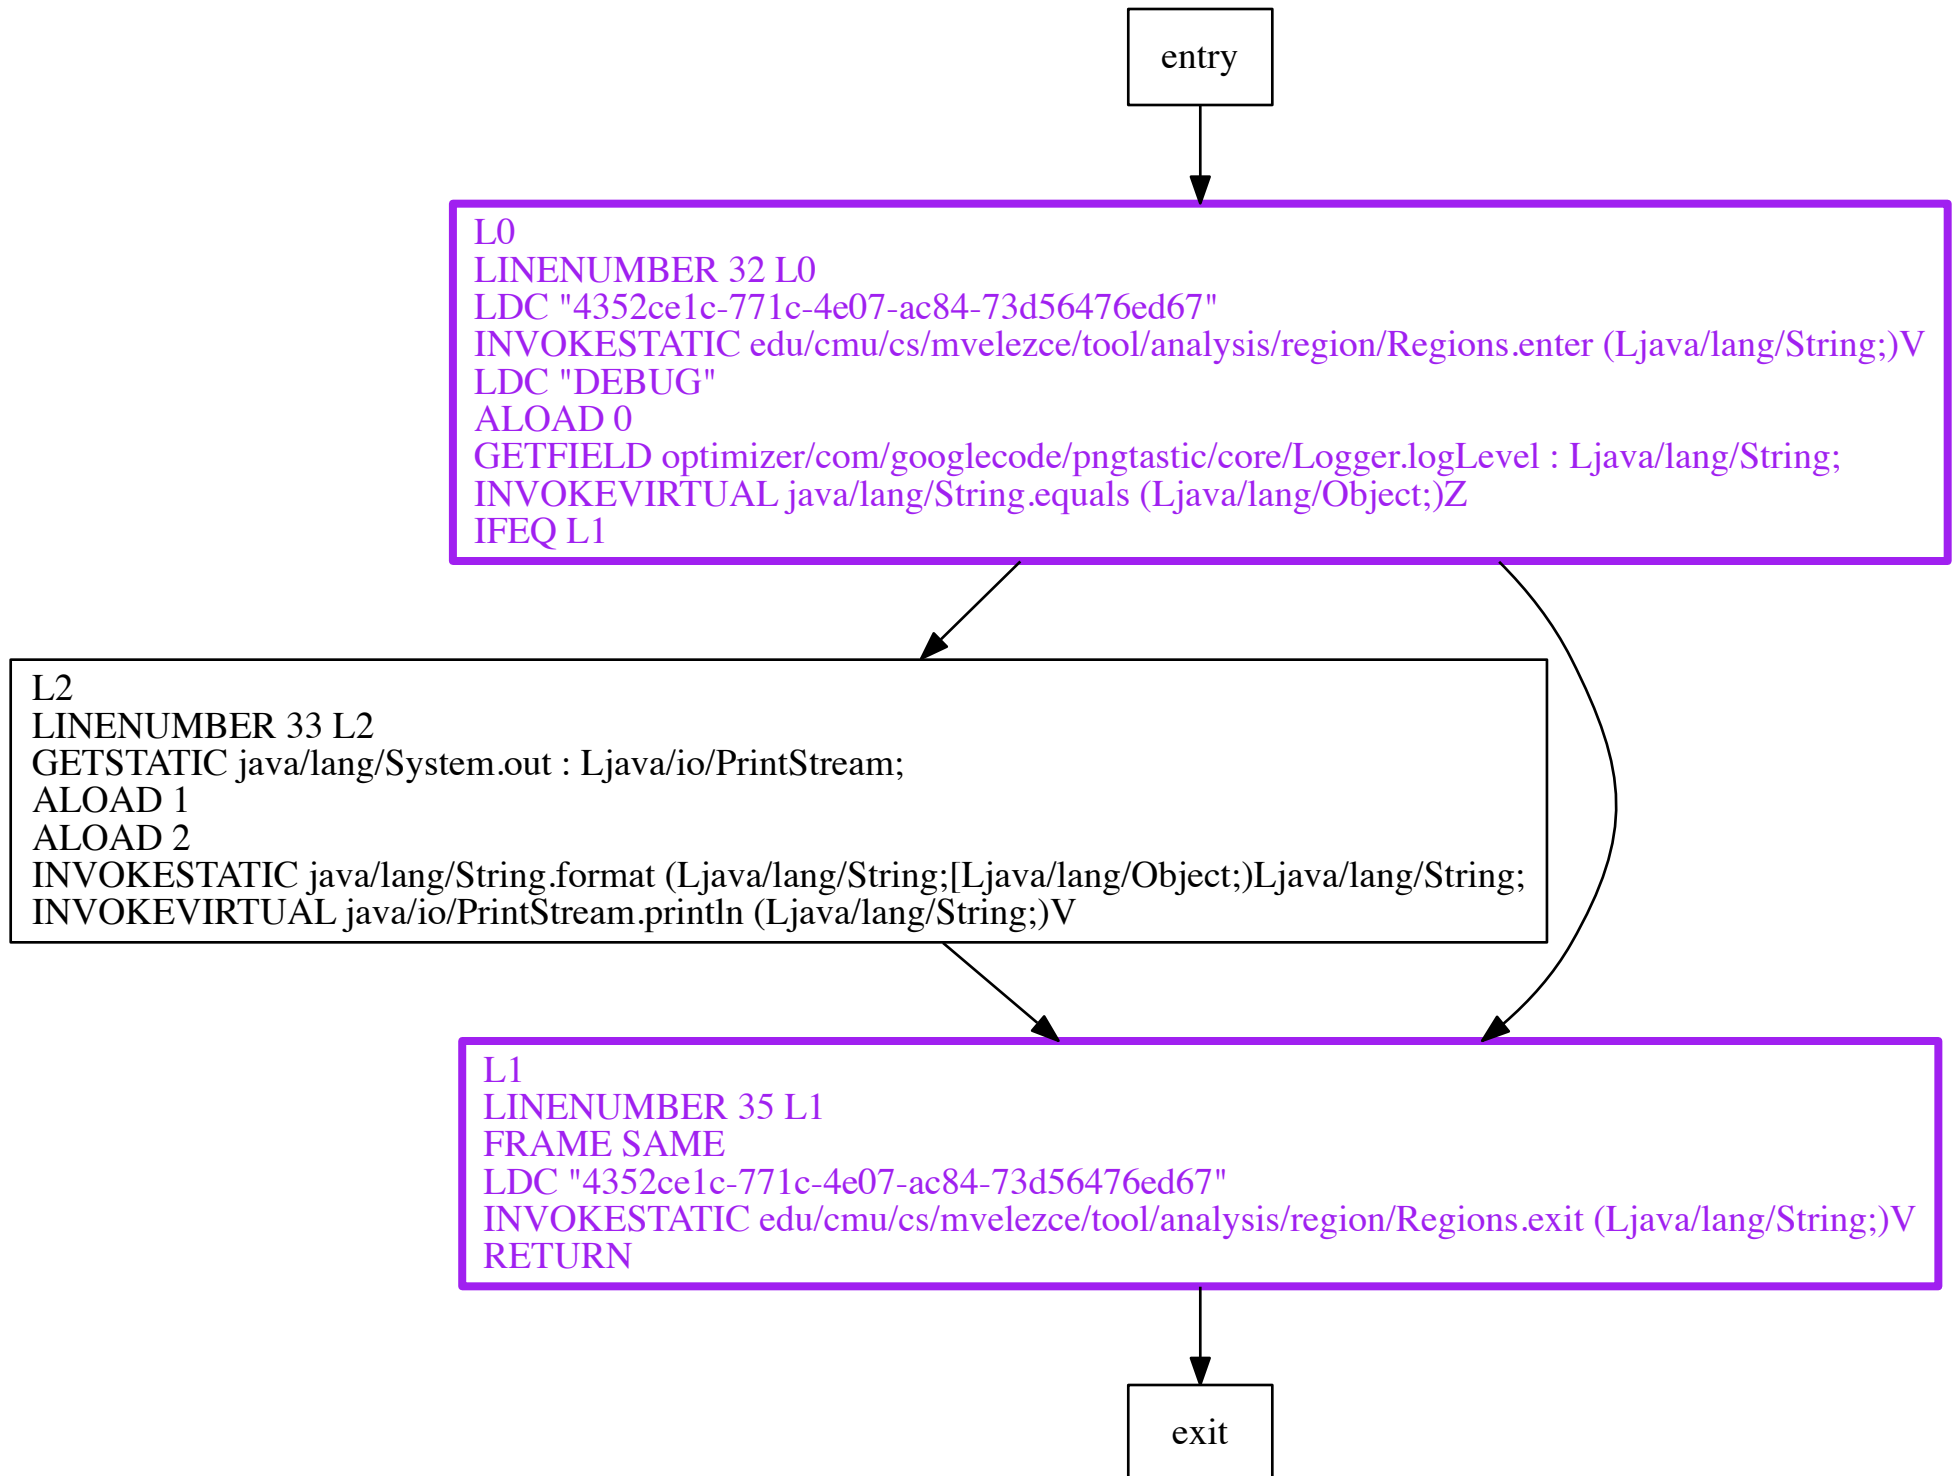 entry
L0
LINENUMBER 32 L0
LDC "4352ce1c-771c-4e07-ac84-73d56476ed67"
INVOKESTATIC edu/cmu/cs/mvelezce/tool/analysis/region/Regions.enter (Ljava/lang/String;)V
LDC "DEBUG"
ALOAD 0
GETFIELD optimizer/com/googlecode/pngtastic/core/Logger.logLevel : Ljava/lang/String;
INVOKEVIRTUAL java/lang/String.equals (Ljava/lang/Object;)Z
IFEQ L1
L2
LINENUMBER 33 L2
GETSTATIC java/lang/System.out : Ljava/io/PrintStream;
ALOAD 1
ALOAD 2
INVOKESTATIC java/lang/String.format (Ljava/lang/String;[Ljava/lang/Object;)Ljava/lang/String;
INVOKEVIRTUAL java/io/PrintStream.println (Ljava/lang/String;)V
L1
LINENUMBER 35 L1
FRAME SAME
LDC "4352ce1c-771c-4e07-ac84-73d56476ed67"
INVOKESTATIC edu/cmu/cs/mvelezce/tool/analysis/region/Regions.exit (Ljava/lang/String;)V
RETURN
exit